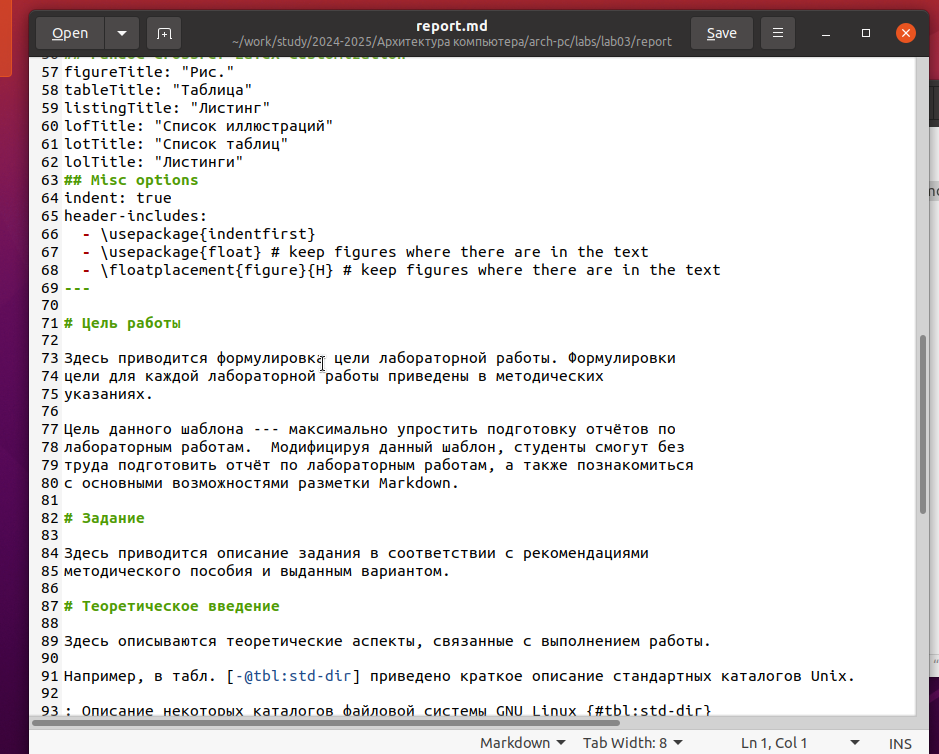 Open
report.md
~/work/study/2024-2025/Архитектура компьютера/arch-pc/labs/lab03/report
Save
57 figureTitle: "Рис."
58 tableTitle: "Таблица"
59 listingTitle: "Листинг"
60 lofTitle: "Список иллюстраций"
61 lotTitle: "Список таблиц"
62 lolTitle: "Листинги"
63 ## Misc options
64 indent: true
65 header-includes:
66   - \usepackage{indentfirst}
67   - \usepackage{float} # keep figures where there are in the text
68   - \floatplacement{figure}{H} # keep figures where there are in the text
69 ---
70
71 # Цель работы
72
73 Здесь приводится формулировка цели лабораторной работы. Формулировки
74 цели для каждой лабораторной работы приведены в методических
75 указаниях.
76
77 Цель данного шаблона --- максимально упростить подготовку отчётов по
78 лабораторным работам.  Модифицируя данный шаблон, студенты смогут без
79 труда подготовить отчёт по лабораторным работам, а также познакомиться
80 с основными возможностями разметки Markdown.
81
82 # Задание
83
84 Здесь приводится описание задания в соответствии с рекомендациями
85 методического пособия и выданным вариантом.
86
87 # Теоретическое введение
88
89 Здесь описываются теоретические аспекты, связанные с выполнением работы.
90
91 Например, в табл. [-@tbl:std-dir] приведено краткое описание стандартных каталогов Unix.
92
93 : Описание некоторых каталогов файловой системы GNU Linux {#tbl:std-dir}
Markdown
Tab Width: 8
Ln 1, Col 1
INS